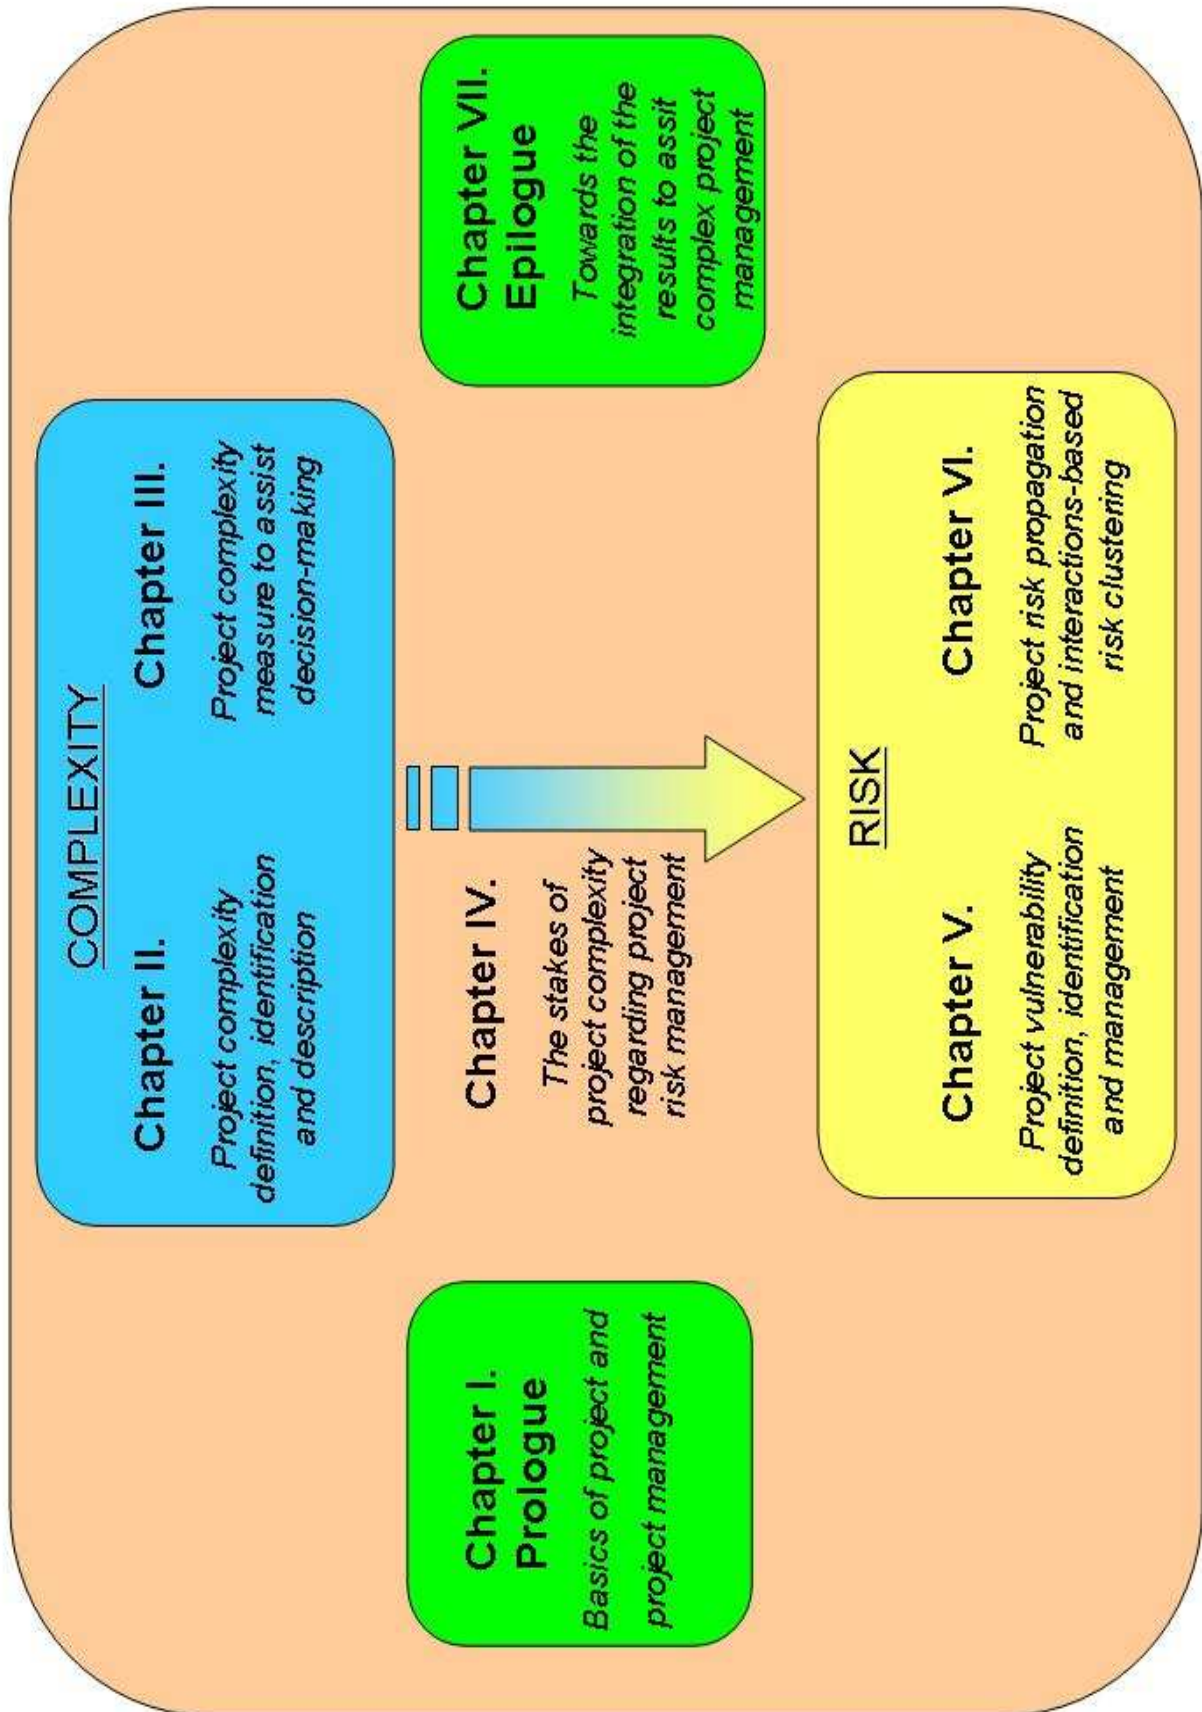 Chapter I.
Prologue
Basics of project and
project management
COMPLEXITY
Chapter II.
Project complexity
definition, identification
and description
Chapter III.
Project complexity
measure to assist
decision-making
Chapter IV.
The stakes of
project complexity
regarding project
risk management
RISK
Chapter V.
Project vulnerability
definition, identification
and management
Chapter VI.
Project risk propagation
and interactions-based
risk clustering
Chapter VII.
Epilogue
Towards the
integration of the
results to assit
complex project
management